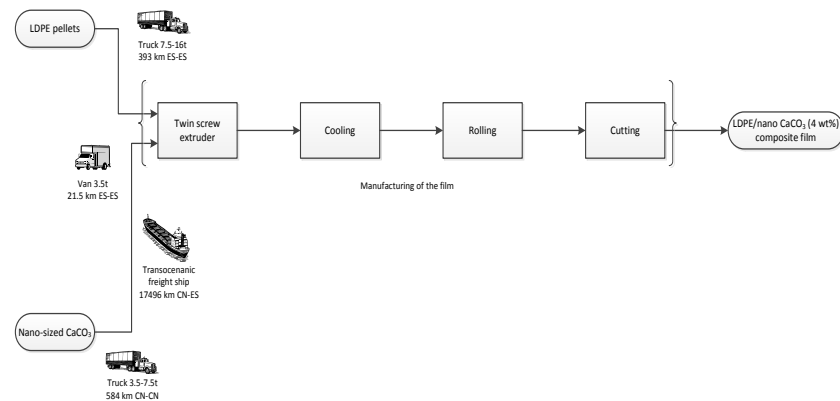 LDPE pellets
Truck 7.5-16t
393 km ES-ES
Twin screw
extruder
Cooling
Rolling
Cutting
LDPE/nano CaCO₃ (4 wt%)
composite film
Van 3.5t
21.5 km ES-ES
Manufacturing of the film
Transocenanic
freight ship
17496 km CN-ES
Nano-sized CaCO₃
Truck 3.5-7.5t
584 km CN-CN